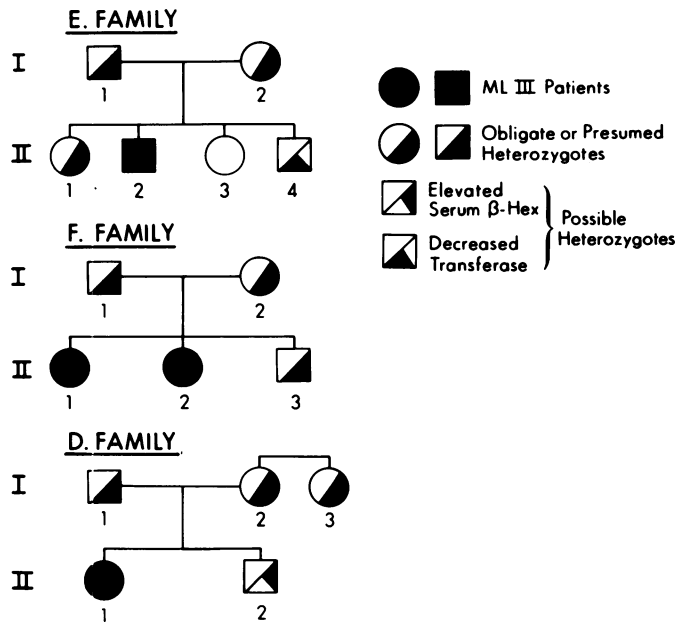 E. FAMILY
I
1 2
II
1 2 3 4
F. FAMILY
I
1 2
II
1 2 3
D. FAMILY
I
1 2 3
II
1 2
ML III Patients
Obligate or Presumed
Heterozygotes
Elevated
Serum β-Hex
Decreased
Transferase
Possible
Heterozygotes